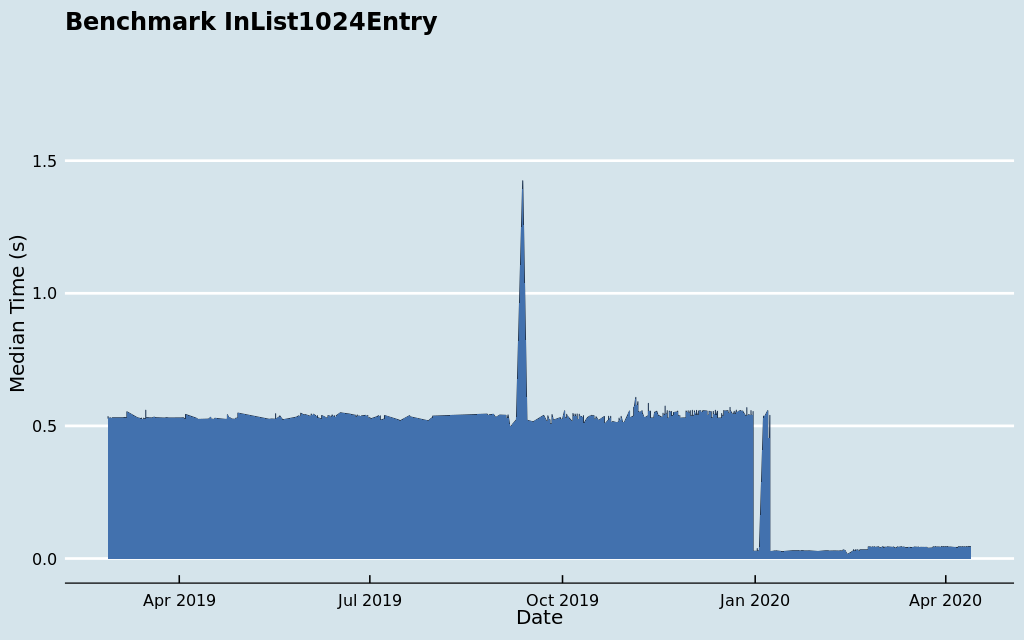 Benchmark InList1024Entry
Median Time (s)
1.5
1.0
0.5
0.0
Apr 2019
Jul 2019
Oct 2019
Jan 2020
Apr 2020
Date